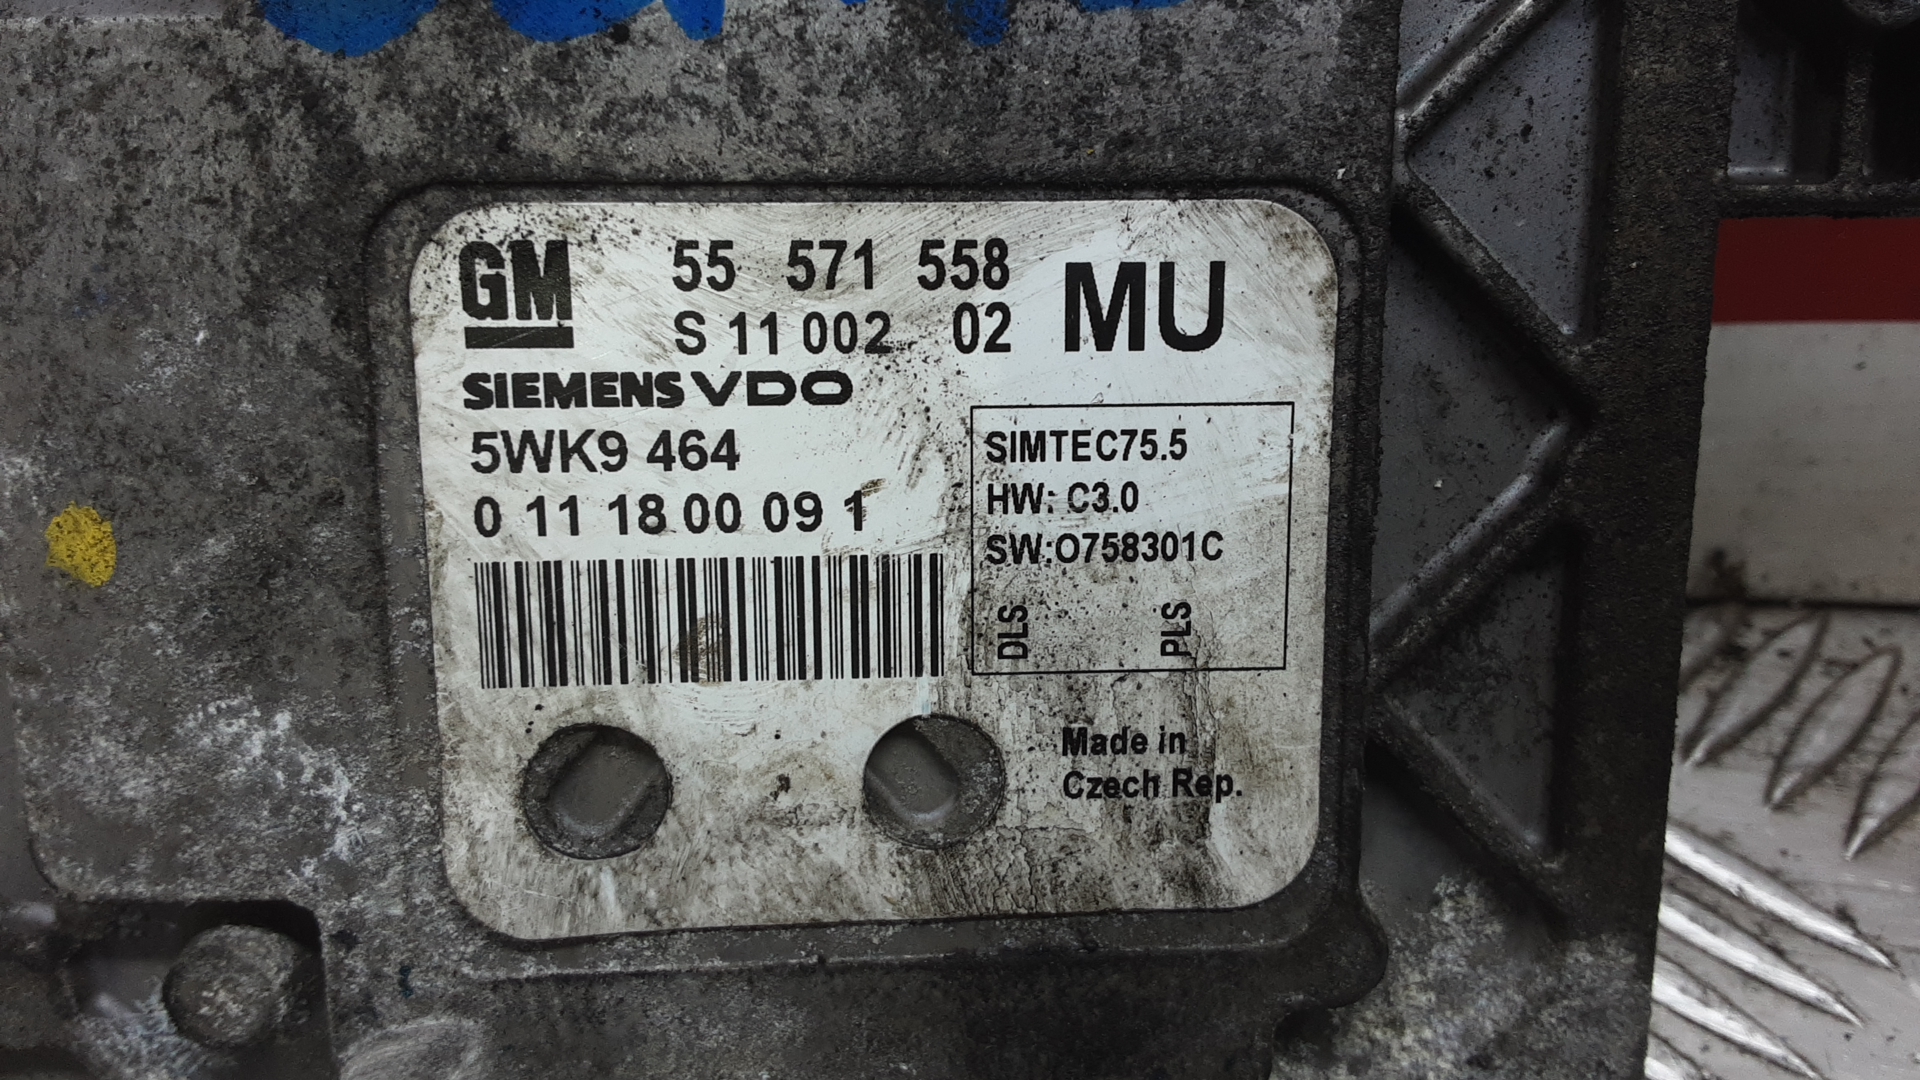 GM 55 571 558 MU
S 11 002 02
SIEMENS VDO
5WK9 464
0 11 18 00 09 1
SIMTEC75.5
HW: C3.0
SW:O758301C
DLS PLS
Made in
Czech Rep.